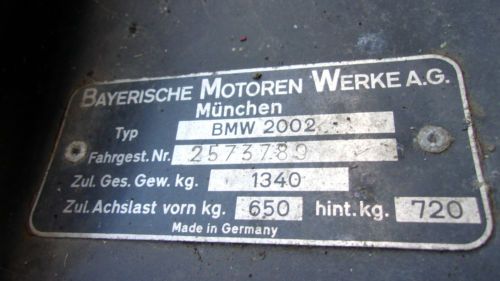 BAYERISCHE MOTOREN WERKE A.G.
München
Typ BMW 2002
Fahrgest. Nr. 2573789
Zul. Ges. Gew. kg. 1340
Zul. Achslast vorn kg. 650 hint. kg. 720
Made in Germany